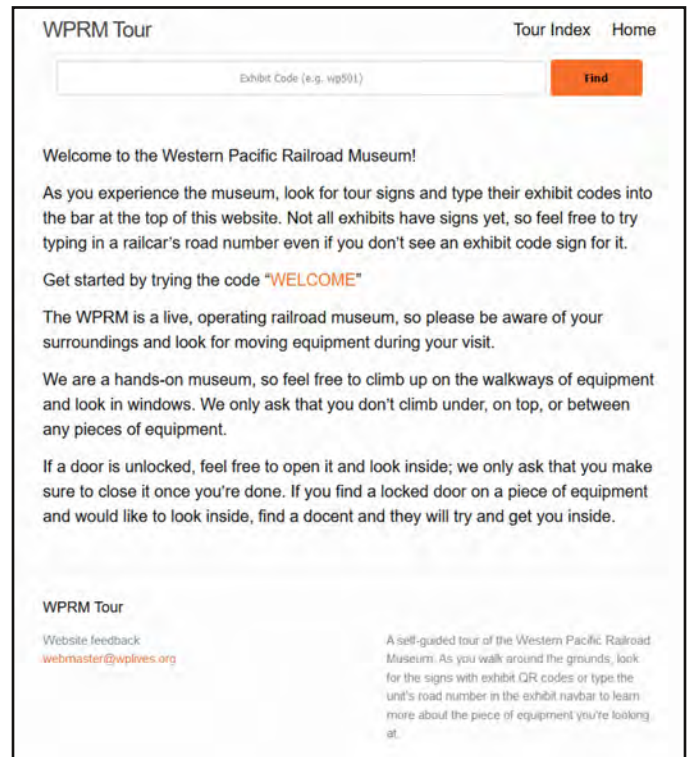 WPRM Tour
Tour Index Home
Exhibit Code (e.g. wp501)
Find
Welcome to the Western Pacific Railroad Museum!
As you experience the museum, look for tour signs and type their exhibit codes into
the bar at the top of this website. Not all exhibits have signs yet, so feel free to try
typing in a railcar's road number even if you don't see an exhibit code sign for it.
Get started by trying the code "WELCOME"
The WPRM is a live, operating railroad museum, so please be aware of your
surroundings and look for moving equipment during your visit.
We are a hands-on museum, so feel free to climb up on the walkways of equipment
and look in windows. We only ask that you don't climb under, on top, or between
any pieces of equipment.
If a door is unlocked, feel free to open it and look inside; we only ask that you make
sure to close it once you're done. If you find a locked door on a piece of equipment
and would like to look inside, find a docent and they will try and get you inside.
WPRM Tour
Website feedback
webmaster@wplives.org
A self-guided tour of the Western Pacific Railroad
Museum. As you walk around the grounds, look
for the signs with exhibit QR codes or type the
unit's road number in the exhibit navbar to learn
more about the piece of equipment you're looking
at.